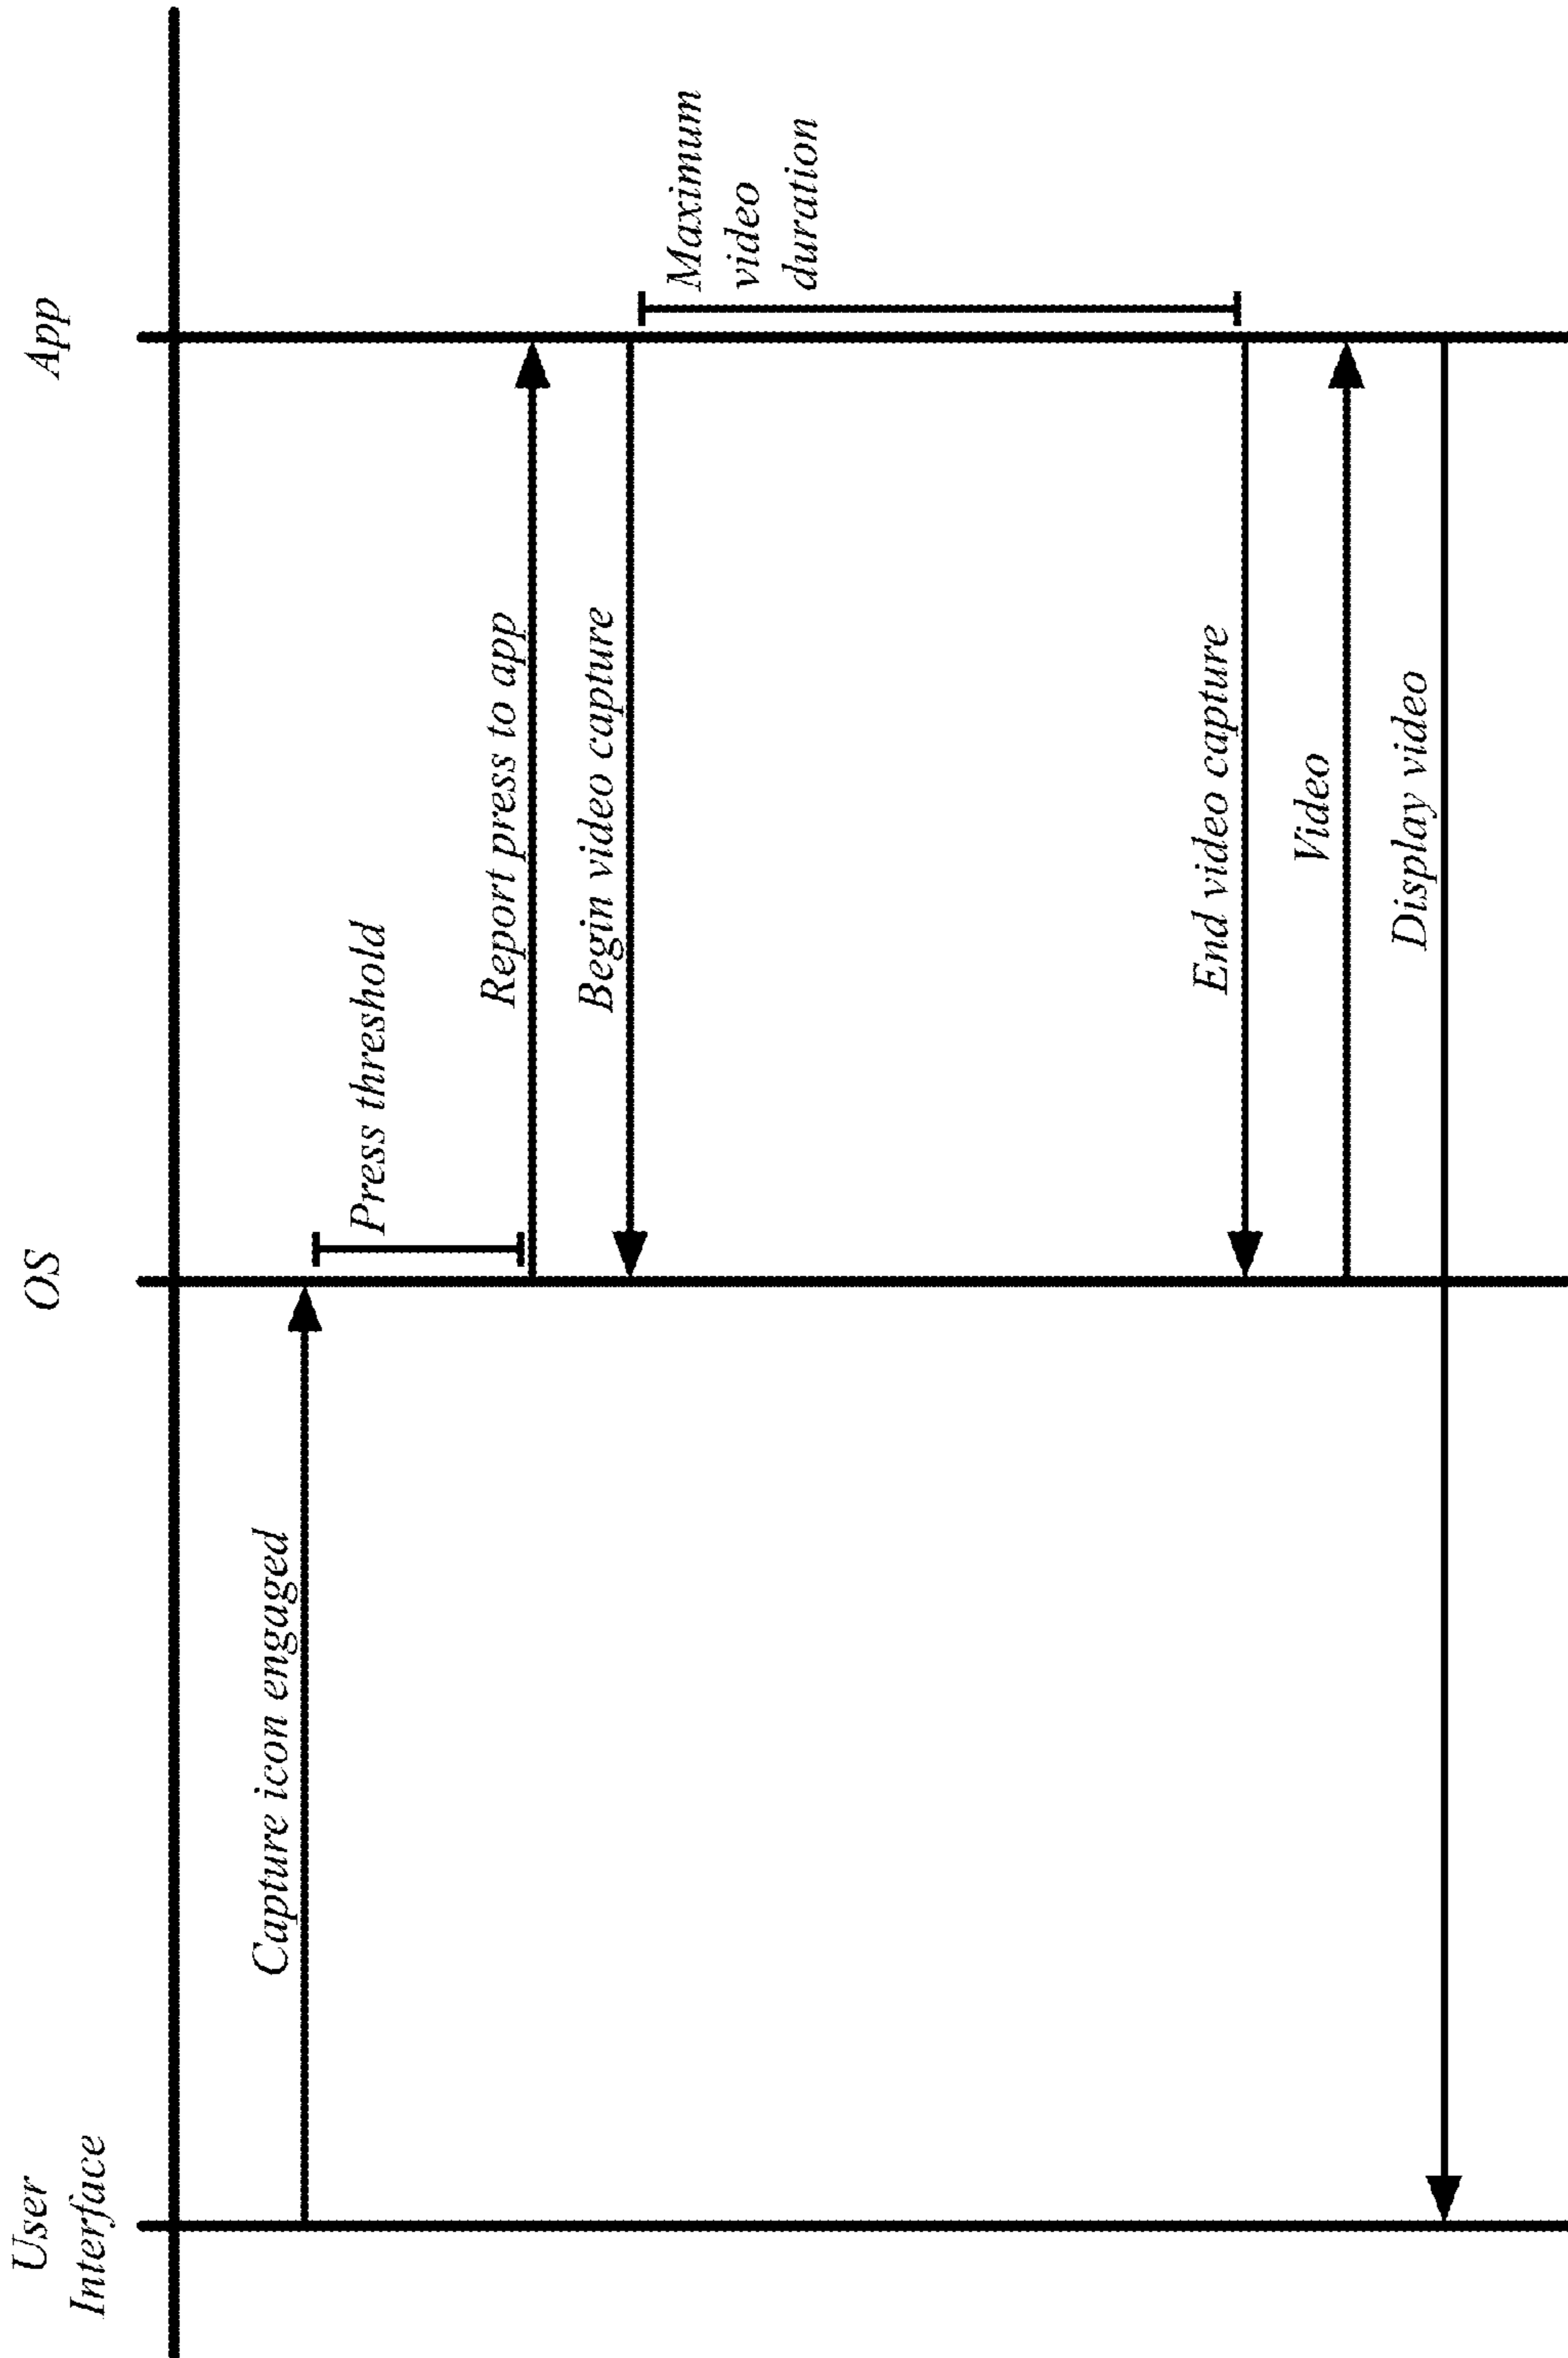 User
Interface
OS
App
Capture icon engaged
Press threshold
Report press to app
Begin video capture
Maximum
video
duration
End video capture
Video
Display video